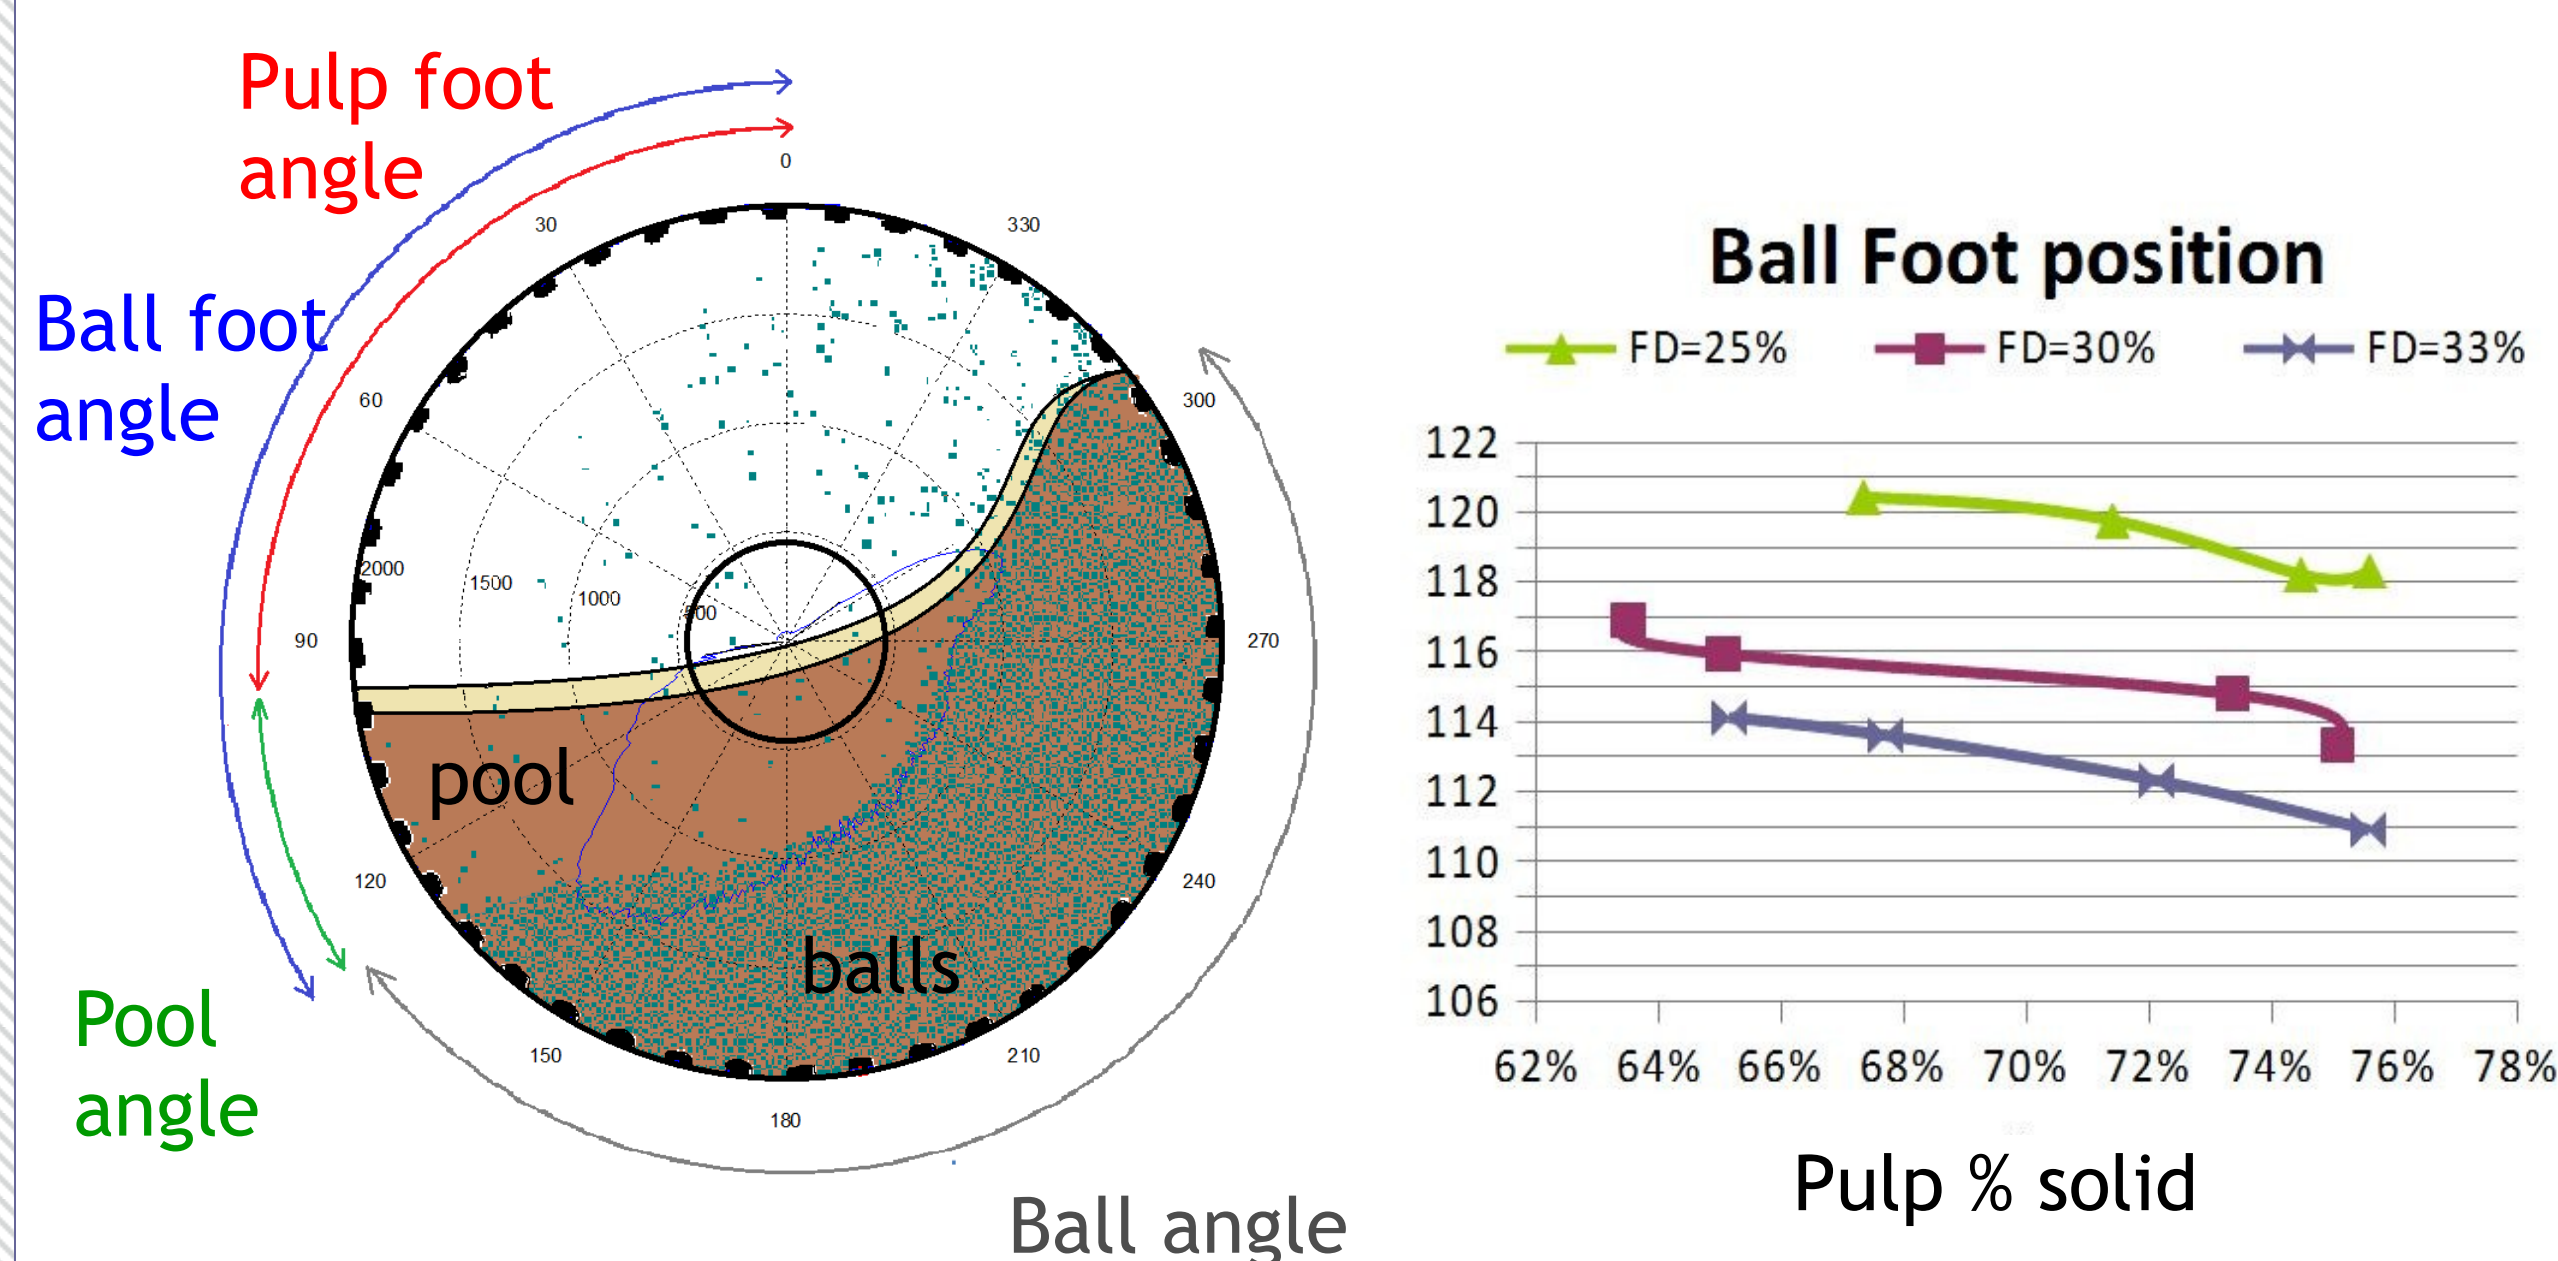 Pulp foot
angle
Ball foot
angle
Pool
angle
0
30
330
60
300
2000
1500
1000
500
90
270
pool
120
240
balls
150
210
180
Ball angle
Ball Foot position
FD=25%
FD=30%
FD=33%
122
120
118
116
114
112
110
108
106
62% 64% 66% 68% 70% 72% 74% 76% 78%
Pulp % solid